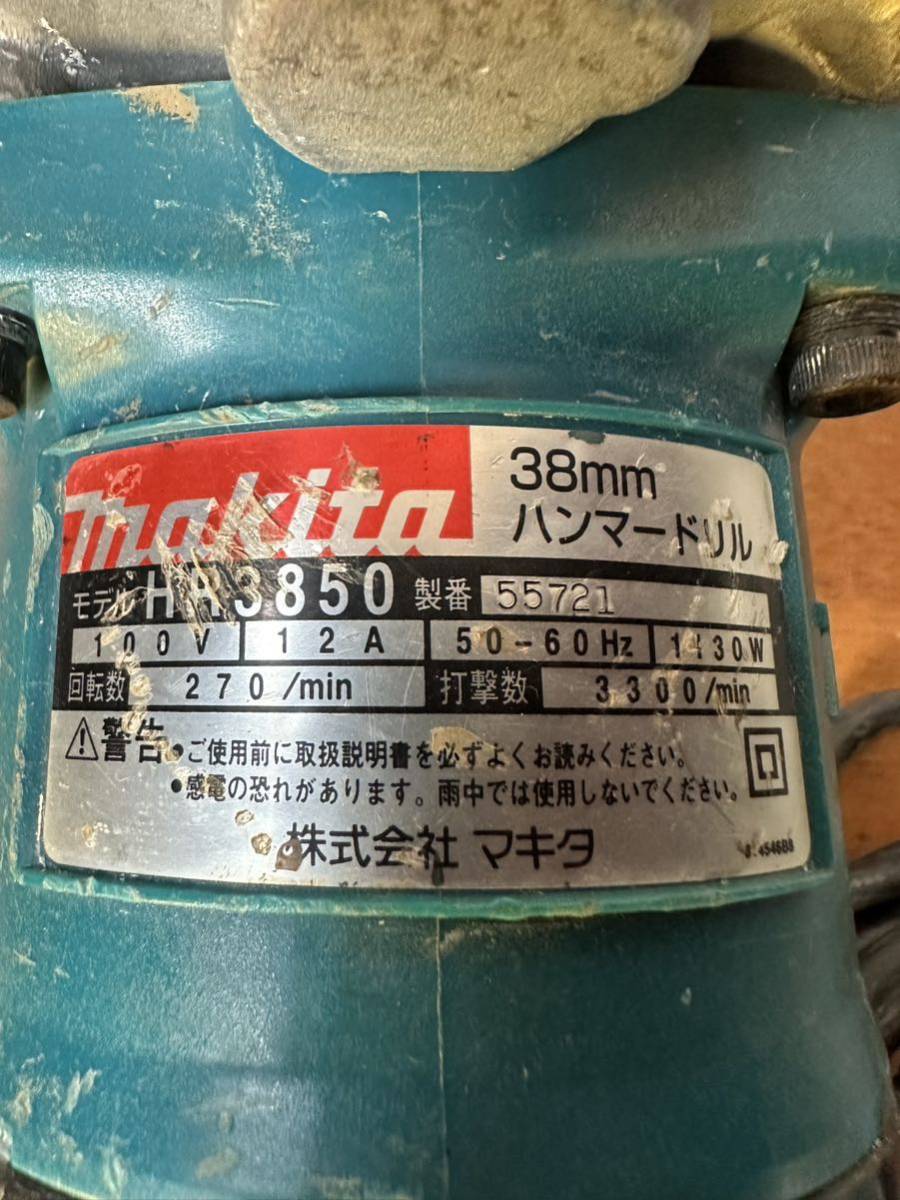 makita
38mm
ハンマードリル
モデル HR3850 製番 55721
100V 12A 50-60Hz 1130W
回転数 270/min 打撃数 3300/min
警告 •ご使用前に取扱説明書を必ずよくお読みください。
•感電の恐れがあります。雨中では使用しないでください。
株式会社 マキタ